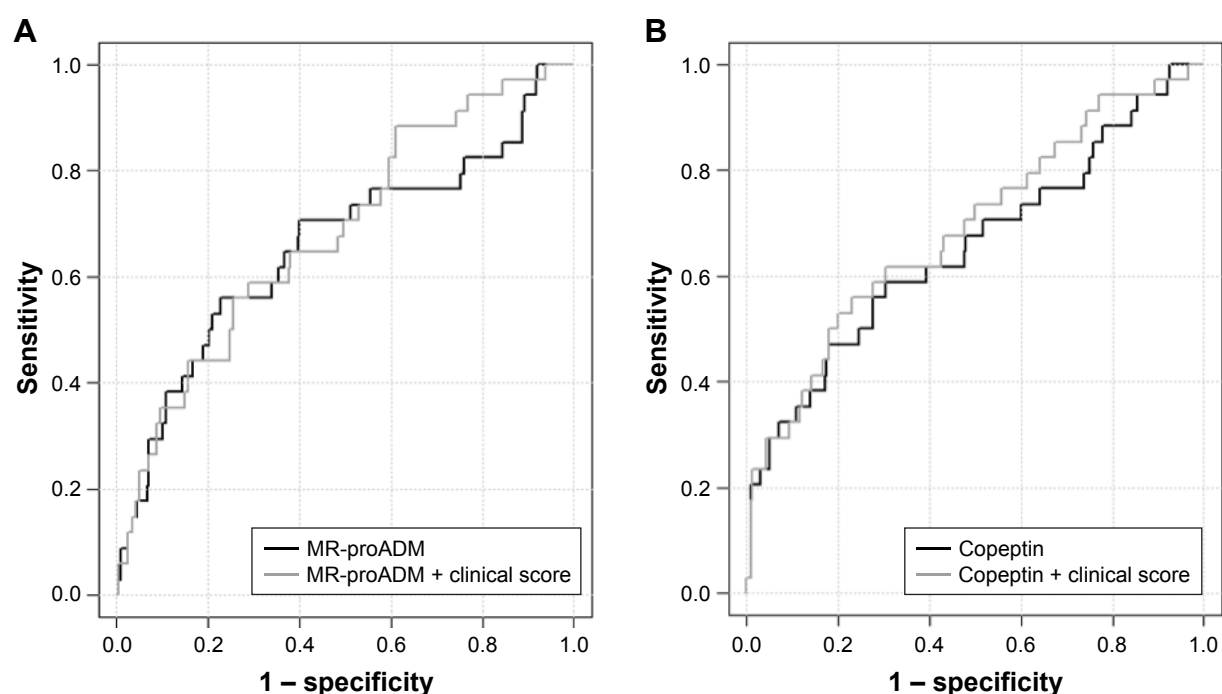 A
1.0
0.8
0.6
0.4
0.2
0.0
Sensitivity
MR-proADM
MR-proADM + clinical score
0.0 0.2 0.4 0.6 0.8 1.0
1 – specificity
B
1.0
0.8
0.6
0.4
0.2
0.0
Sensitivity
Copeptin
Copeptin + clinical score
0.0 0.2 0.4 0.6 0.8 1.0
1 – specificity